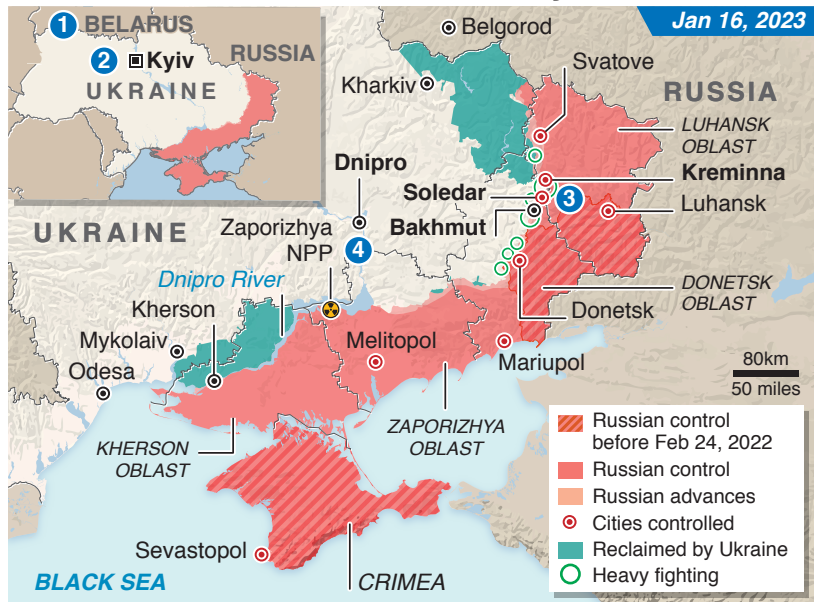 Jan 16, 2023
1
BELARUS
2
Kyiv
RUSSIA
UKRAINE
Belgorod
Svatove
Kharkiv
RUSSIA
LUHANSK
OBLAST
Dnipro
Kreminna
Soledar
3
Luhansk
Bakhmut
UKRAINE
Zaporizhya
NPP
4
Dnipro River
DONETSK
OBLAST
Kherson
Donetsk
Mykolaiv
Melitopol
Mariupol
Odesa
80km
50 miles
KHERSON
OBLAST
ZAPORIZHYA
OBLAST
Russian control
before Feb 24, 2022
Russian control
Russian advances
Cities controlled
Reclaimed by Ukraine
Heavy fighting
Sevastopol
BLACK SEA
CRIMEA